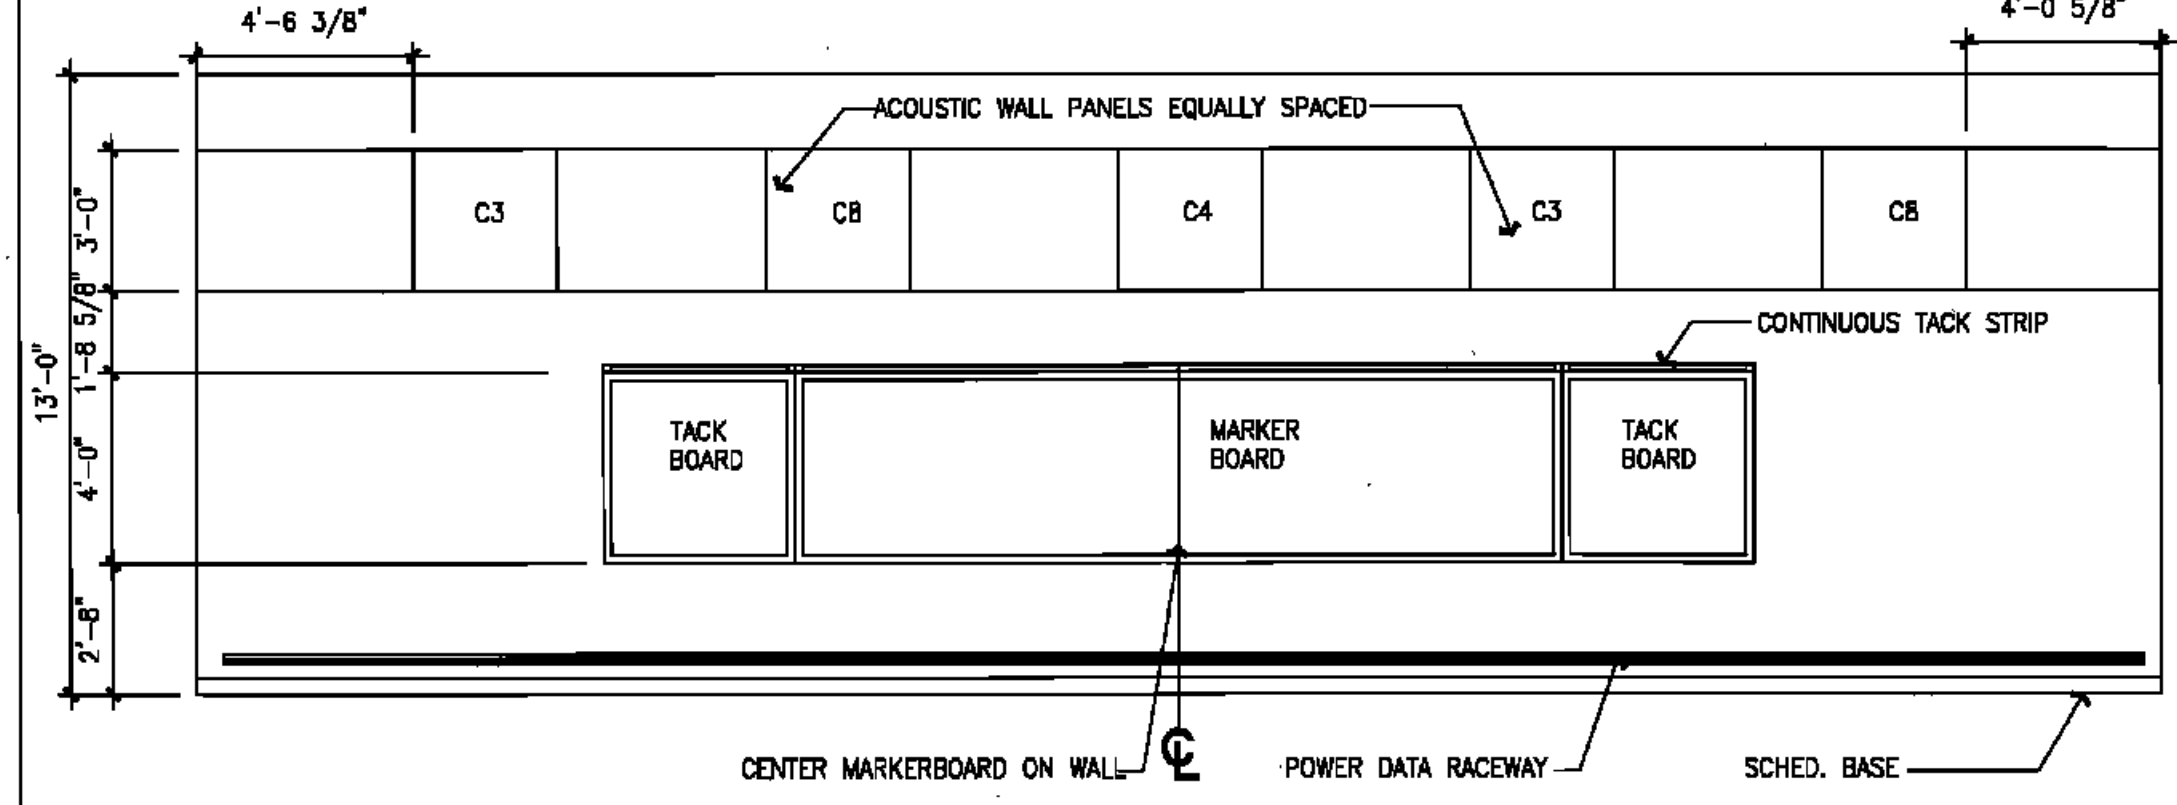 4'-6 3/8"
4'-0 5/8"
ACOUSTIC WALL PANELS EQUALLY SPACED
C3
C8
C4
C3
C8
3'-0"
1'-8 5/8"
13'-0"
4'-0"
2'-8"
CONTINUOUS TACK STRIP
TACK
BOARD
MARKER
BOARD
TACK
BOARD
CENTER MARKERBOARD ON WALL
CL
POWER DATA RACEWAY
SCHED. BASE